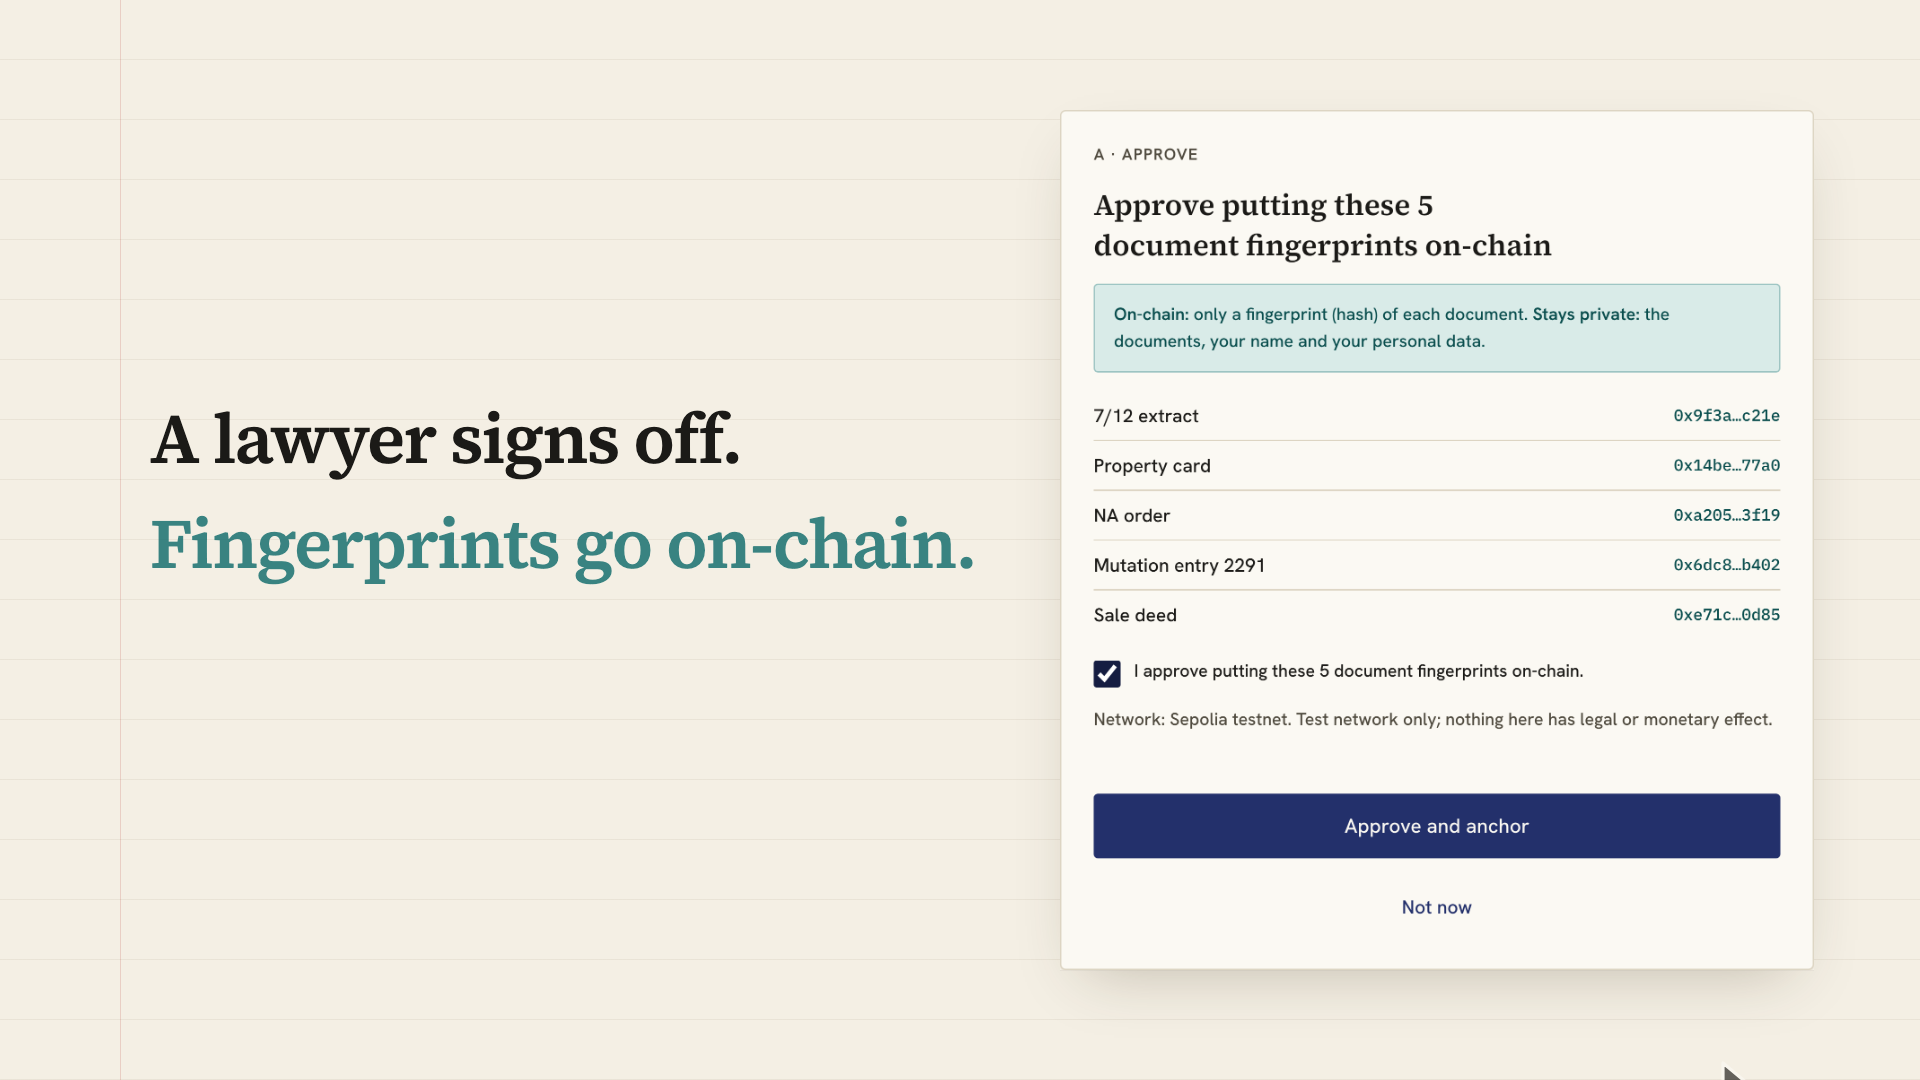 A lawyer signs off.
Fingerprints go on-chain.
A · APPROVE
Approve putting these 5
document fingerprints on-chain
On-chain: only a fingerprint (hash) of each document. Stays private: the
documents, your name and your personal data.
7/12 extract 0x9f3a…c21e
Property card 0x14be…77a0
NA order 0xa205…3f19
Mutation entry 2291 0x6dc8…b402
Sale deed 0xe71c…0d85
I approve putting these 5 document fingerprints on-chain.
Network: Sepolia testnet. Test network only; nothing here has legal or monetary effect.
Approve and anchor
Not now